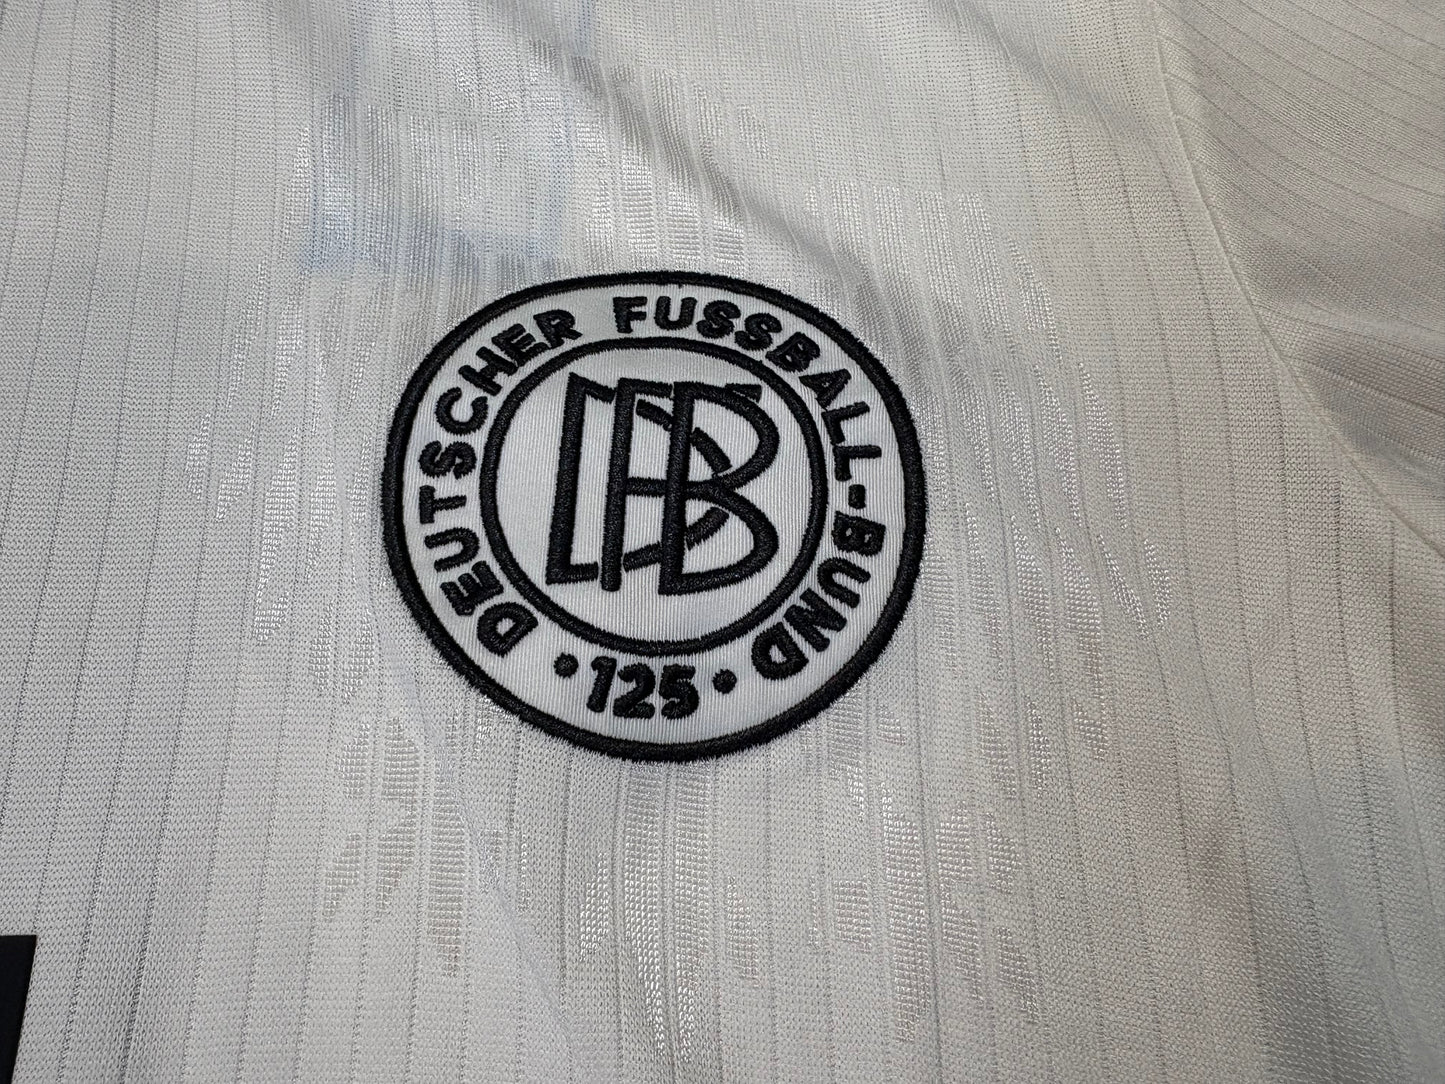 DEUTSCHER FUSSBALL-BUND
DFB
• 125 •